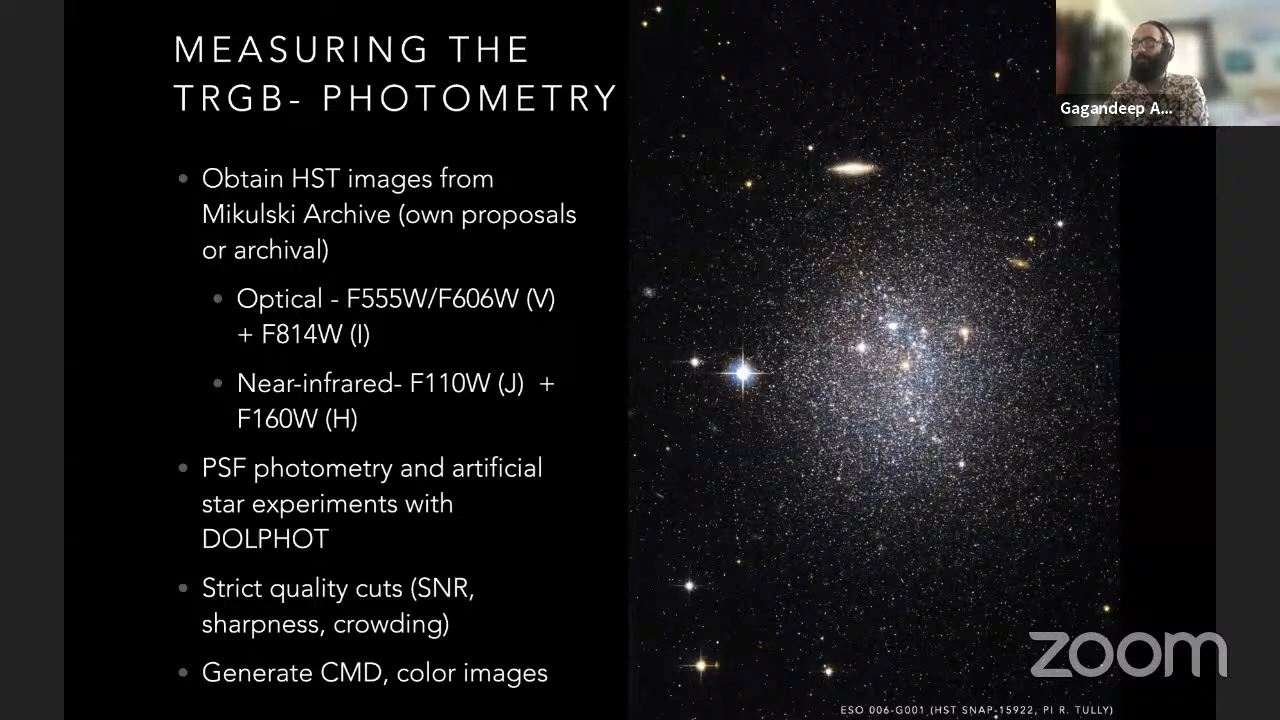 MEASURING THE
TRGB- PHOTOMETRY
Obtain HST images from
Mikulski Archive (own proposals
or archival)
Optical - F555W/F606W (V)
+ F814W (I)
Near-infrared- F110W (J) +
F160W (H)
PSF photometry and artificial
star experiments with
DOLPHOT
Strict quality cuts (SNR,
sharpness, crowding)
Generate CMD, color images
Gagandeep A...
zoom
ESO 006-G001 (HST SNAP-15922, PI R. TULLY)